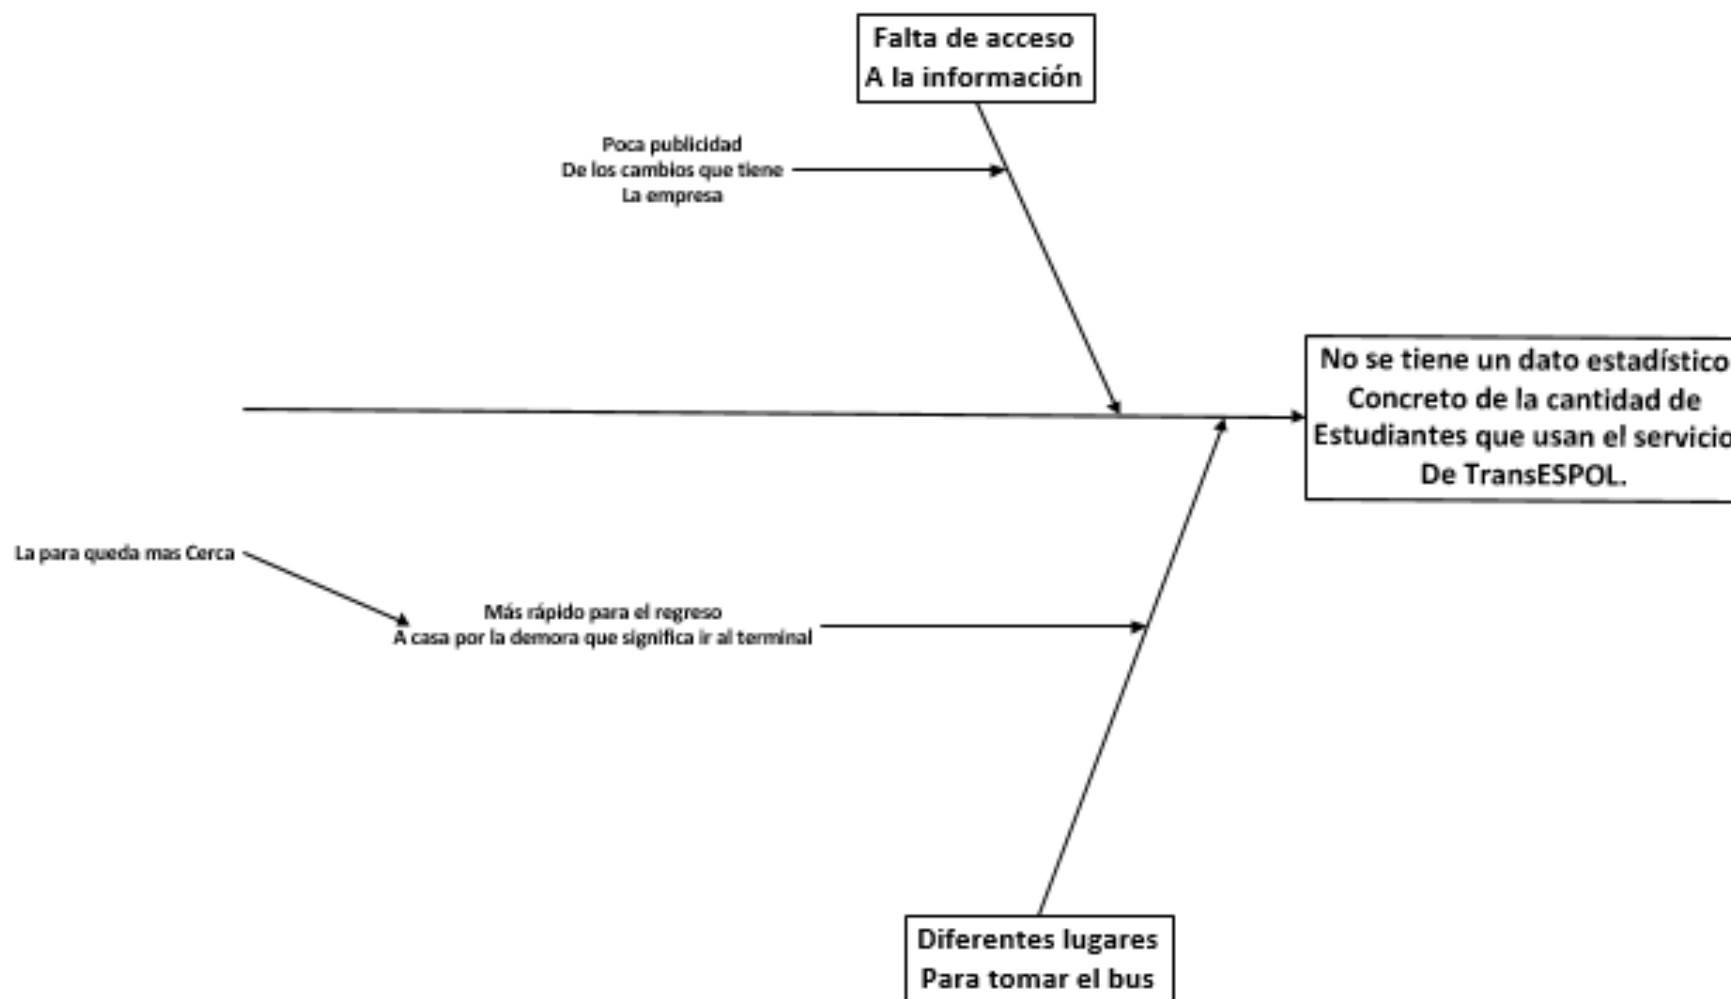 Falta de acceso
A la información
Poca publicidad
De los cambios que tiene
La empresa
No se tiene un dato estadístico
Concreto de la cantidad de
Estudiantes que usan el servicio
De TransESPOL.
La para queda mas Cerca
Más rápido para el regreso
A casa por la demora que significa ir al terminal
Diferentes lugares
Para tomar el bus